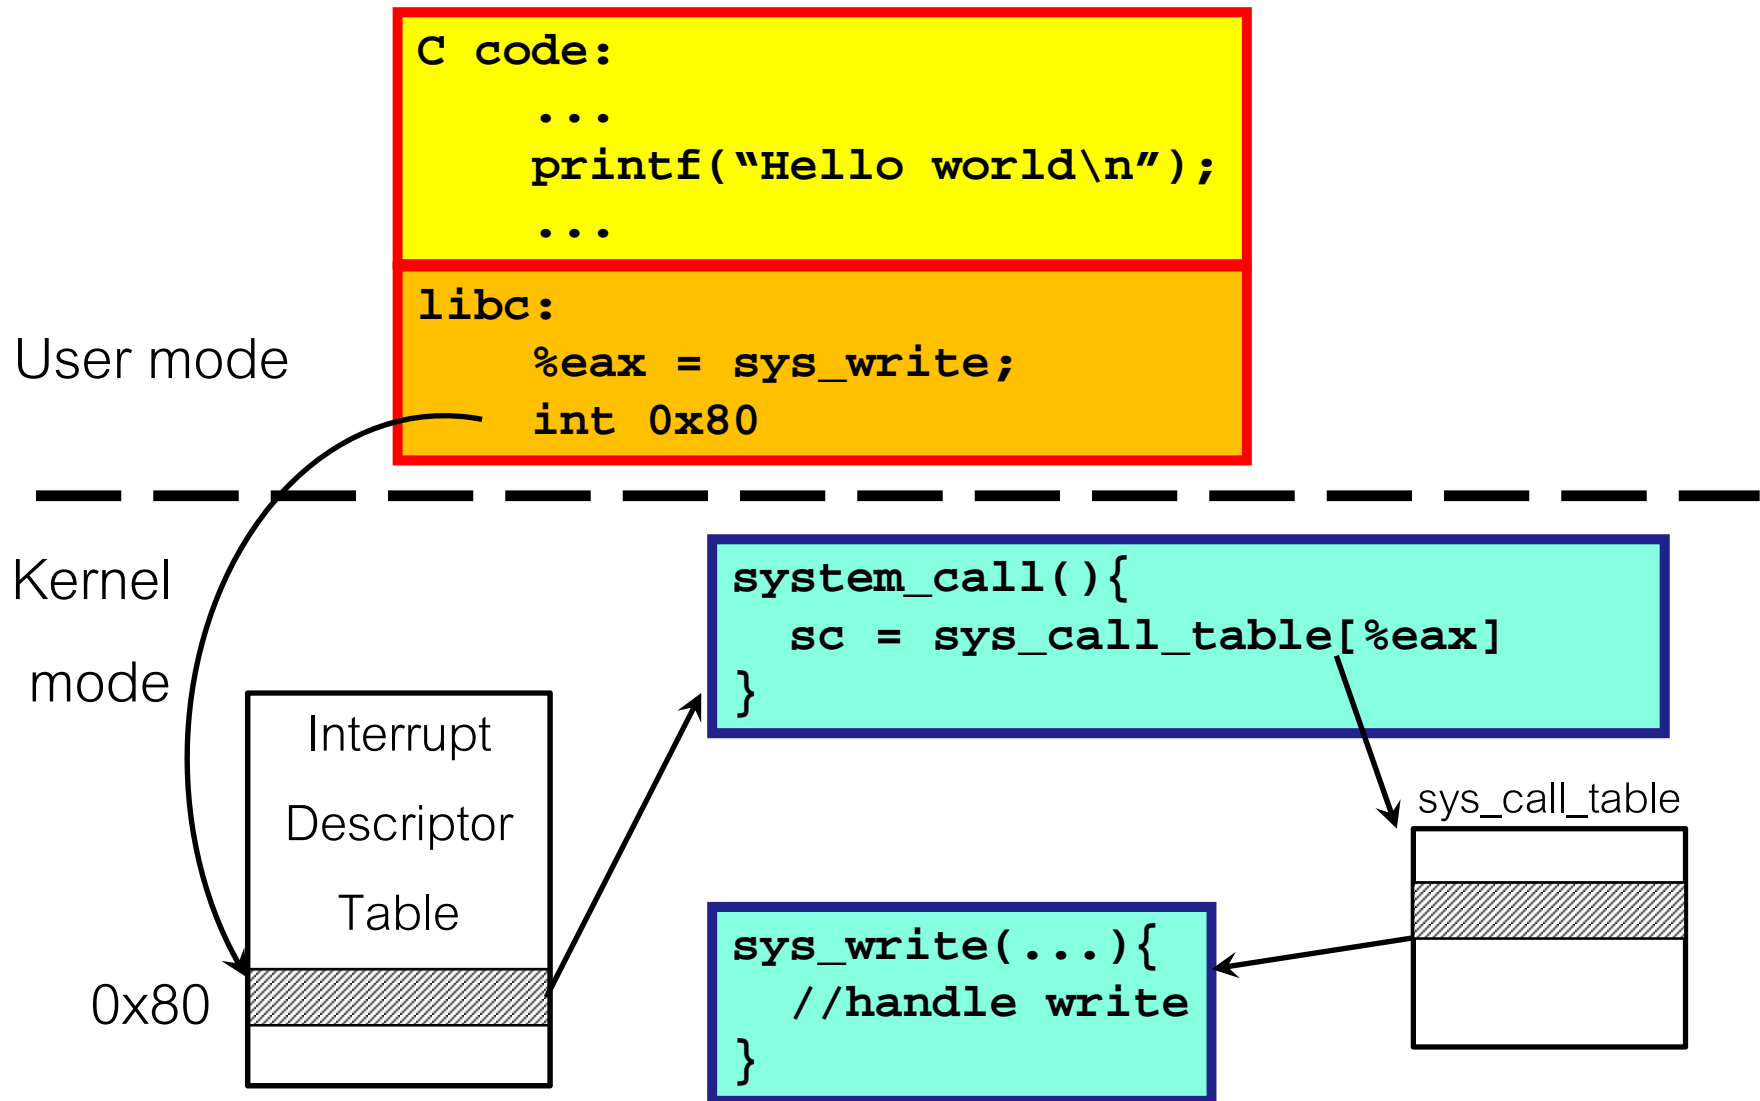 C code:
...
printf(“Hello world\n”);
...
libc:
%eax = sys_write;
int 0x80
User mode
Kernel
mode
system_call(){
sc = sys_call_table[%eax]
}
Interrupt
Descriptor
Table
0x80
sys_call_table
sys_write(...){
//handle write
}